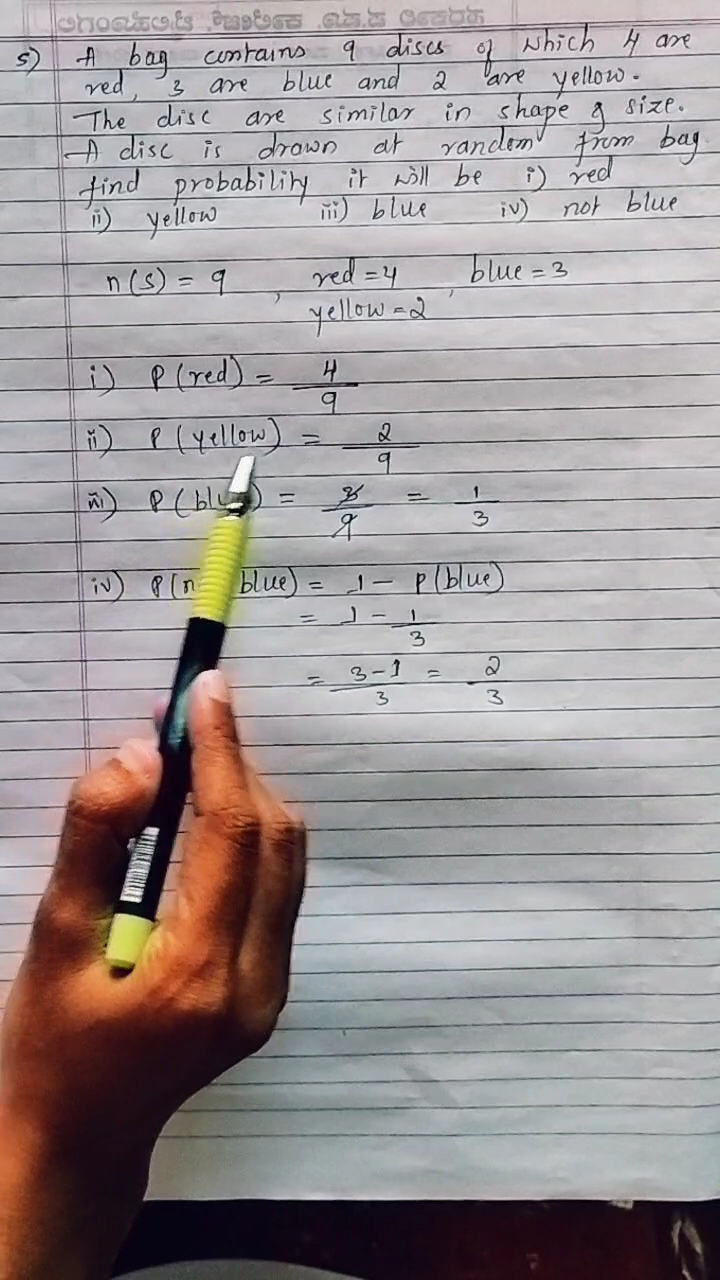 5) A bag contains 9 discs of which 4 are
red, 3 are blue and 2 are yellow.
The disc are similar in shape & size.
A disc is drawn at random from bag
find probability it will be i) red
ii) yellow iii) blue iv) not blue
n(s) = 9 , red = 4 , blue = 3
yellow = 2
i) P(red) = 4/9
ii) P(yellow) = 2/9
iii) P(blu ) = 3/9 = 1/3
iv) P(n blue) = 1 - P(blue)
= 1 - 1/3
= 3-1/3 = 2/3